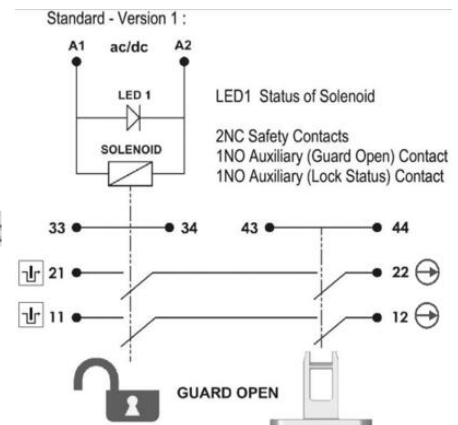 Standard - Version 1 :
A1 ac/dc A2
LED 1
LED1 Status of Solenoid
SOLENOID
2NC Safety Contacts
1NO Auxiliary (Guard Open) Contact
1NO Auxiliary (Lock Status) Contact
33 34 43 44
21 22
11 12
GUARD OPEN